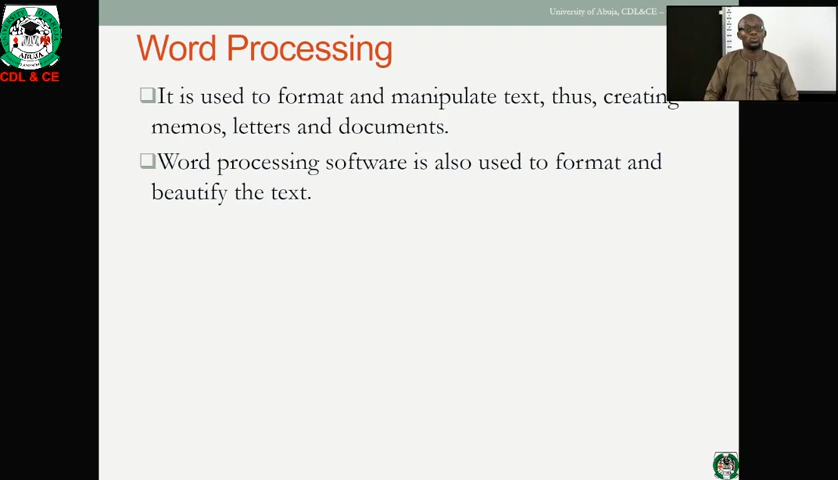 University of Abuja, CDL&CE –
Word Processing
It is used to format and manipulate text, thus, creating
memos, letters and documents.
Word processing software is also used to format and
beautify the text.
ABUJA
CDL & CE